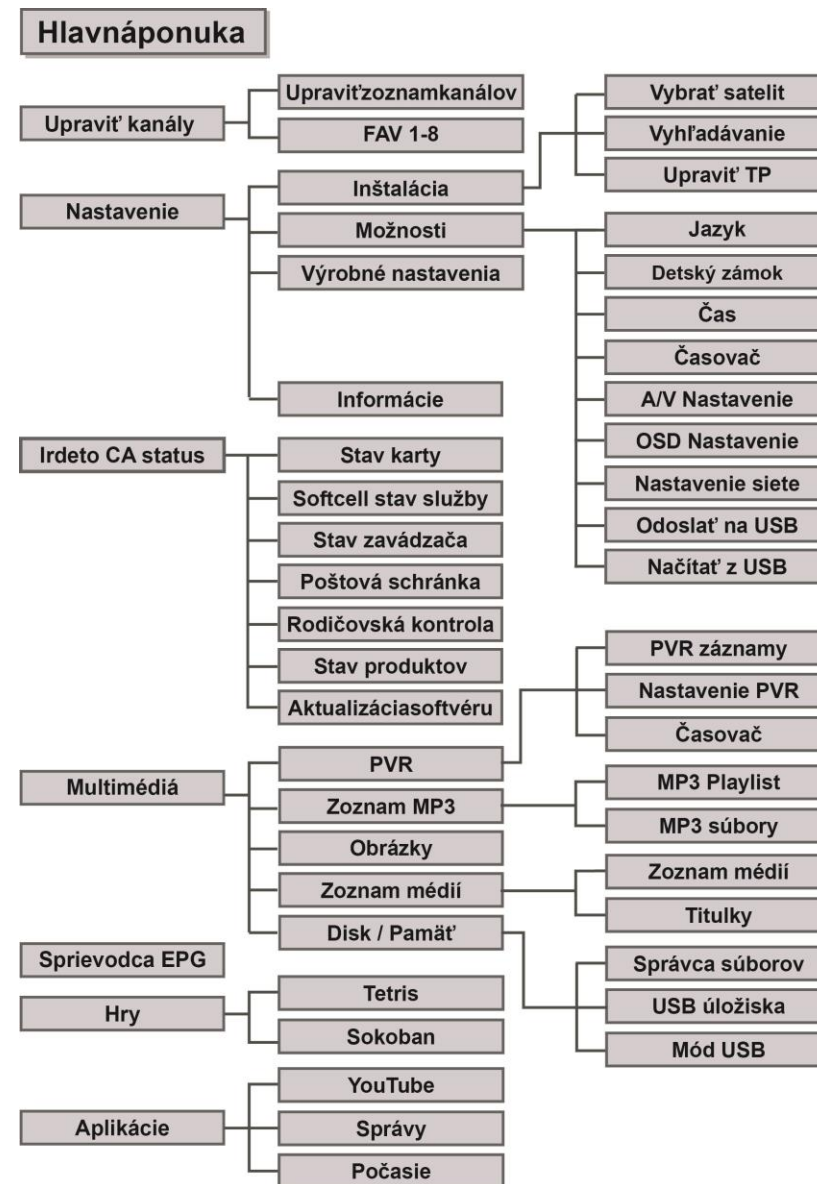 Hlavnáponuka
Upraviť kanály
Upraviťzoznamkanálov
FAV 1-8
Nastavenie
Inštalácia
Vybrať satelit
Vyhľadávanie
Upraviť TP
Možnosti
Jazyk
Detský zámok
Čas
Časovač
A/V Nastavenie
OSD Nastavenie
Nastavenie siete
Odoslať na USB
Načítať z USB
Výrobné nastavenia
Informácie
Irdeto CA status
Stav karty
Softcell stav služby
Stav zavádzača
Poštová schránka
Rodičovská kontrola
Stav produktov
Aktualizáciasoftvéru
Multimédiá
PVR
PVR záznamy
Nastavenie PVR
Časovač
Zoznam MP3
MP3 Playlist
MP3 súbory
Obrázky
Zoznam médií
Zoznam médií
Titulky
Disk / Pamäť
Správca súborov
USB úložiska
Mód USB
Sprievodca EPG
Hry
Tetris
Sokoban
Aplikácie
YouTube
Správy
Počasie